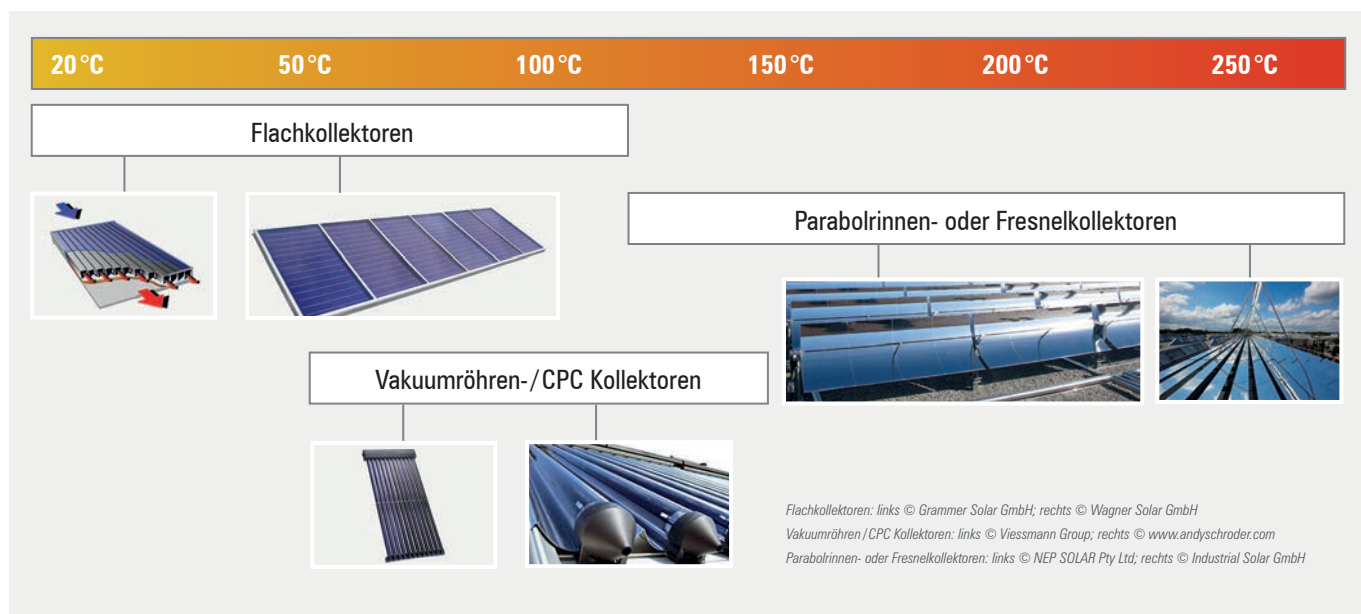 20 °C 50 °C 100 °C 150 °C 200 °C 250 °C
Flachkollektoren
Parabolrinnen- oder Fresnelkollektoren
Vakuumröhren-/CPC Kollektoren
Flachkollektoren: links © Grammer Solar GmbH; rechts © Wagner Solar GmbH
Vakuumröhren/CPC Kollektoren: links © Viessmann Group; rechts © www.andyschroder.com
Parabolrinnen- oder Fresnelkollektoren: links © NEP SOLAR Pty Ltd; rechts © Industrial Solar GmbH